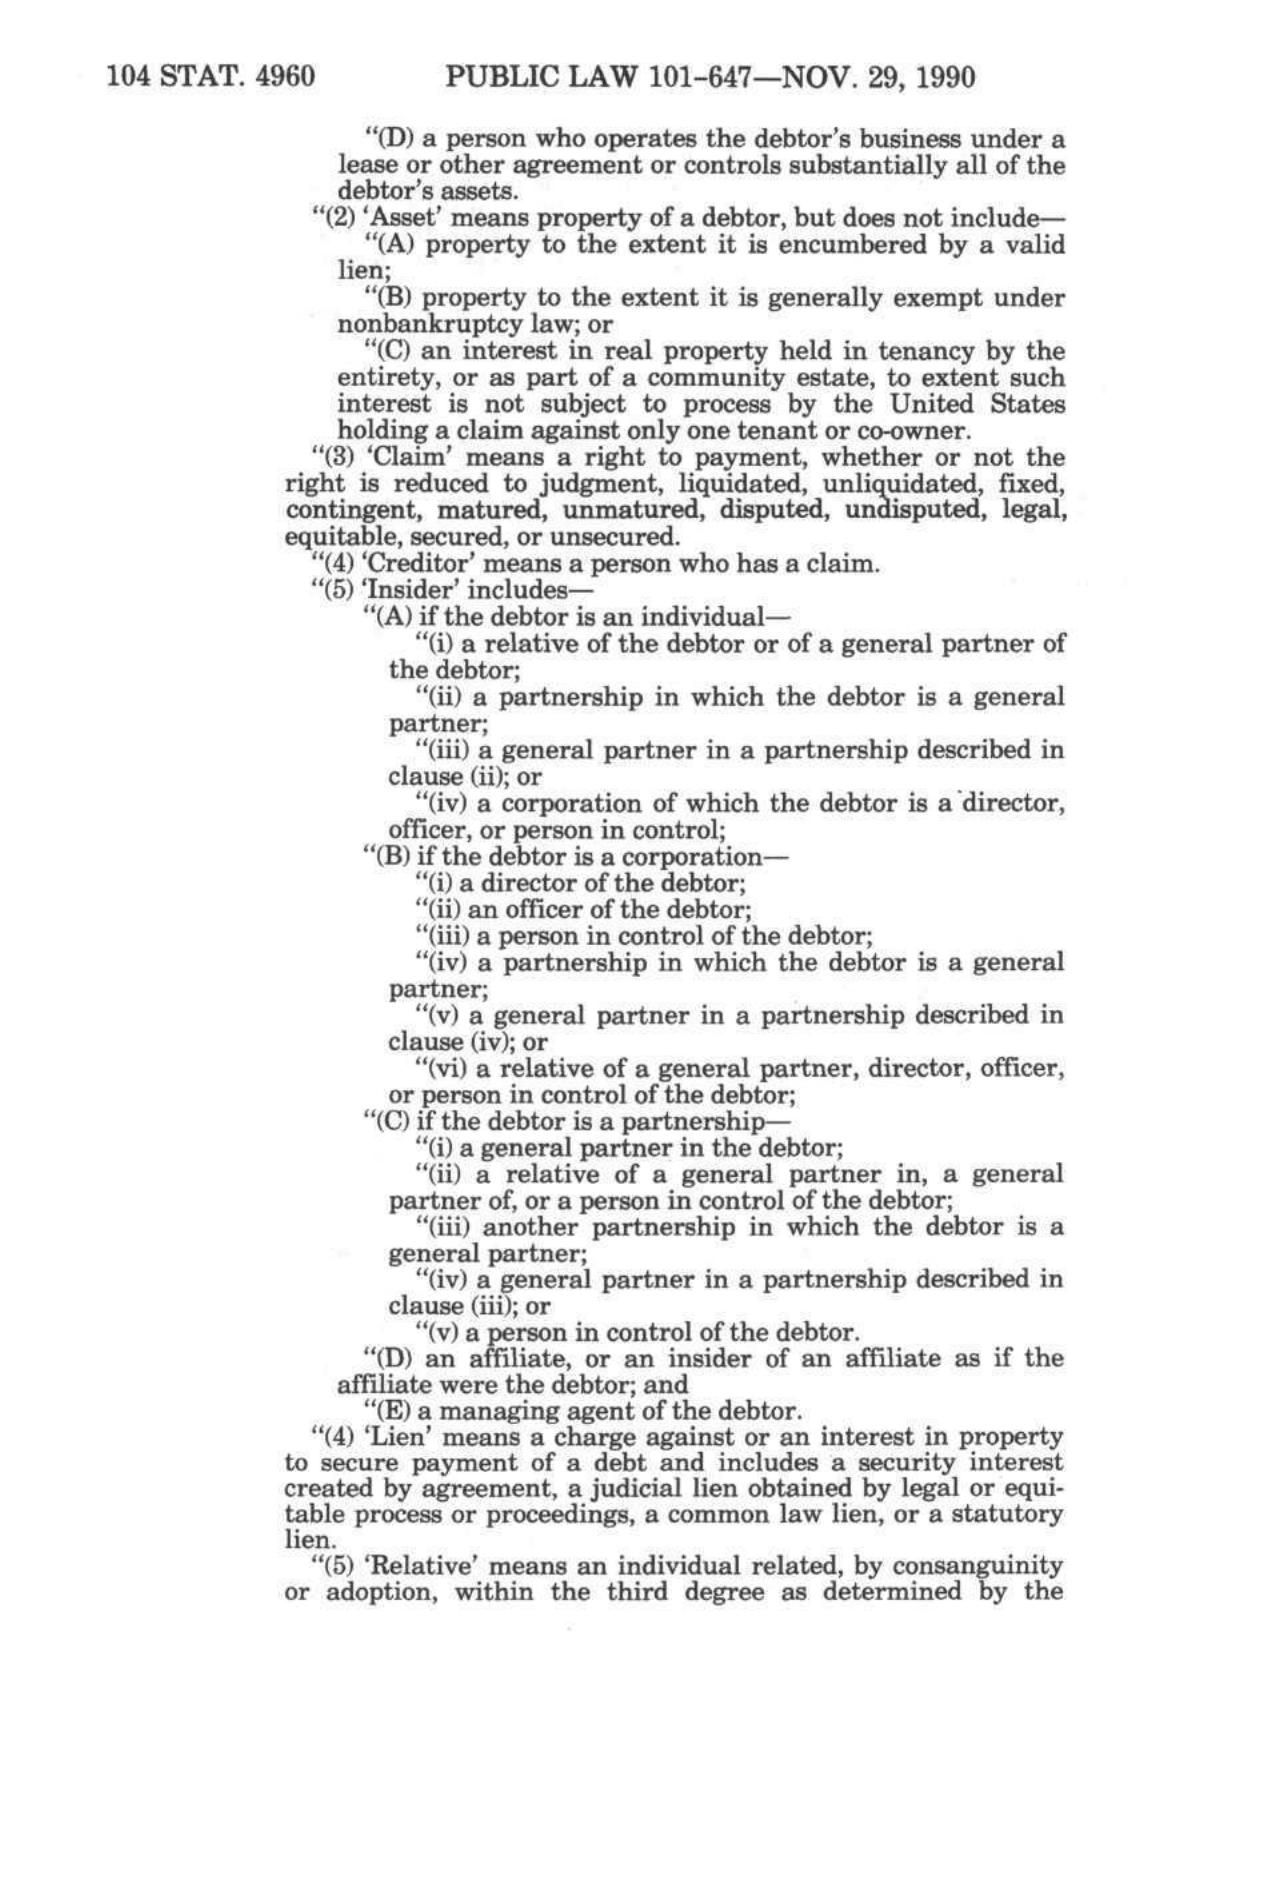 104 STAT. 4960 PUBLIC LAW 101-647—NOV. 29, 1990
“(D) a person who operates the debtor's business under a
lease or other agreement or controls substantially all of the
debtor's assets.
“(2) ‘Asset’ means property of a debtor, but does not include—
“(A) property to the extent it is encumbered by a valid
lien;
“(B) property to the extent it is generally exempt under
nonbankruptcy law; or
“(C) an interest in real property held in tenancy by the
entirety, or as part of a community estate, to extent such
interest is not subject to process by the United States
holding a claim against only one tenant or co-owner.
“(3) ‘Claim’ means a right to payment, whether or not the
right is reduced to judgment, liquidated, unliquidated, fixed,
contingent, matured, unmatured, disputed, undisputed, legal,
equitable, secured, or unsecured.
“(4) ‘Creditor’ means a person who has a claim.
“(5) ‘Insider’ includes—
“(A) if the debtor is an individual—
“(i) a relative of the debtor or of a general partner of
the debtor;
“(ii) a partnership in which the debtor is a general
partner;
“(iii) a general partner in a partnership described in
clause (ii); or
“(iv) a corporation of which the debtor is a director,
officer, or person in control;
“(B) if the debtor is a corporation—
“(i) a director of the debtor;
“(ii) an officer of the debtor;
“(iii) a person in control of the debtor;
“(iv) a partnership in which the debtor is a general
partner;
“(v) a general partner in a partnership described in
clause (iv); or
“(vi) a relative of a general partner, director, officer,
or person in control of the debtor;
“(C) if the debtor is a partnership—
“(i) a general partner in the debtor;
“(ii) a relative of a general partner in, a general
partner of, or a person in control of the debtor;
“(iii) another partnership in which the debtor is a
general partner;
“(iv) a general partner in a partnership described in
clause (iii); or
“(v) a person in control of the debtor.
“(D) an affiliate, or an insider of an affiliate as if the
affiliate were the debtor; and
“(E) a managing agent of the debtor.
“(4) ‘Lien’ means a charge against or an interest in property
to secure payment of a debt and includes a security interest
created by agreement, a judicial lien obtained by legal or equi-
table process or proceedings, a common law lien, or a statutory
lien.
“(5) ‘Relative’ means an individual related, by consanguinity
or adoption, within the third degree as determined by the